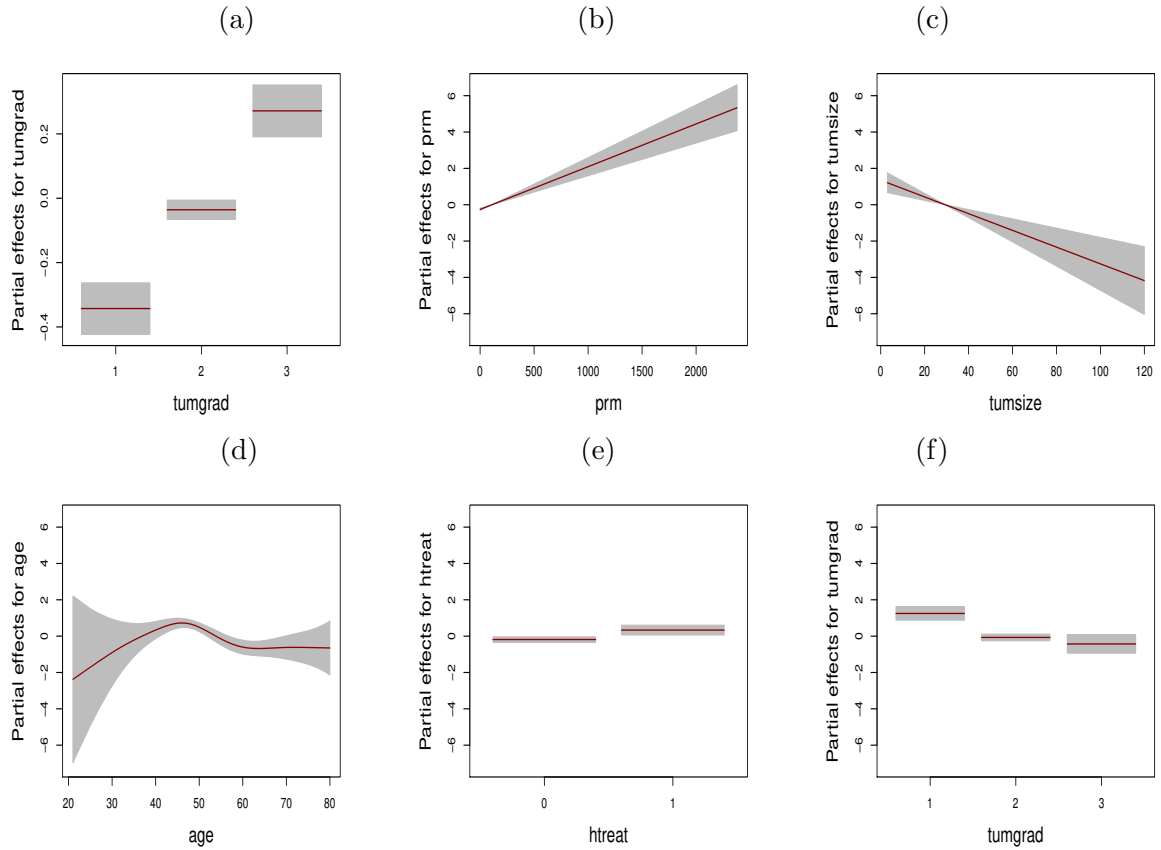 (a)
Partial effects for tumgrad
0.2
0.0
−0.2
−0.4
1 2 3
tumgrad
(b)
Partial effects for prm
6
4
2
0
−2
−4
−6
0 500 1000 1500 2000
prm
(c)
Partial effects for tumsize
6
4
2
0
−2
−4
−6
0 20 40 60 80 100 120
tumsize
(d)
Partial effects for age
6
4
2
0
−2
−4
−6
20 30 40 50 60 70 80
age
(e)
Partial effects for htreat
6
4
2
0
−2
−4
−6
0 1
htreat
(f)
Partial effects for tumgrad
6
4
2
0
−2
−4
−6
1 2 3
tumgrad